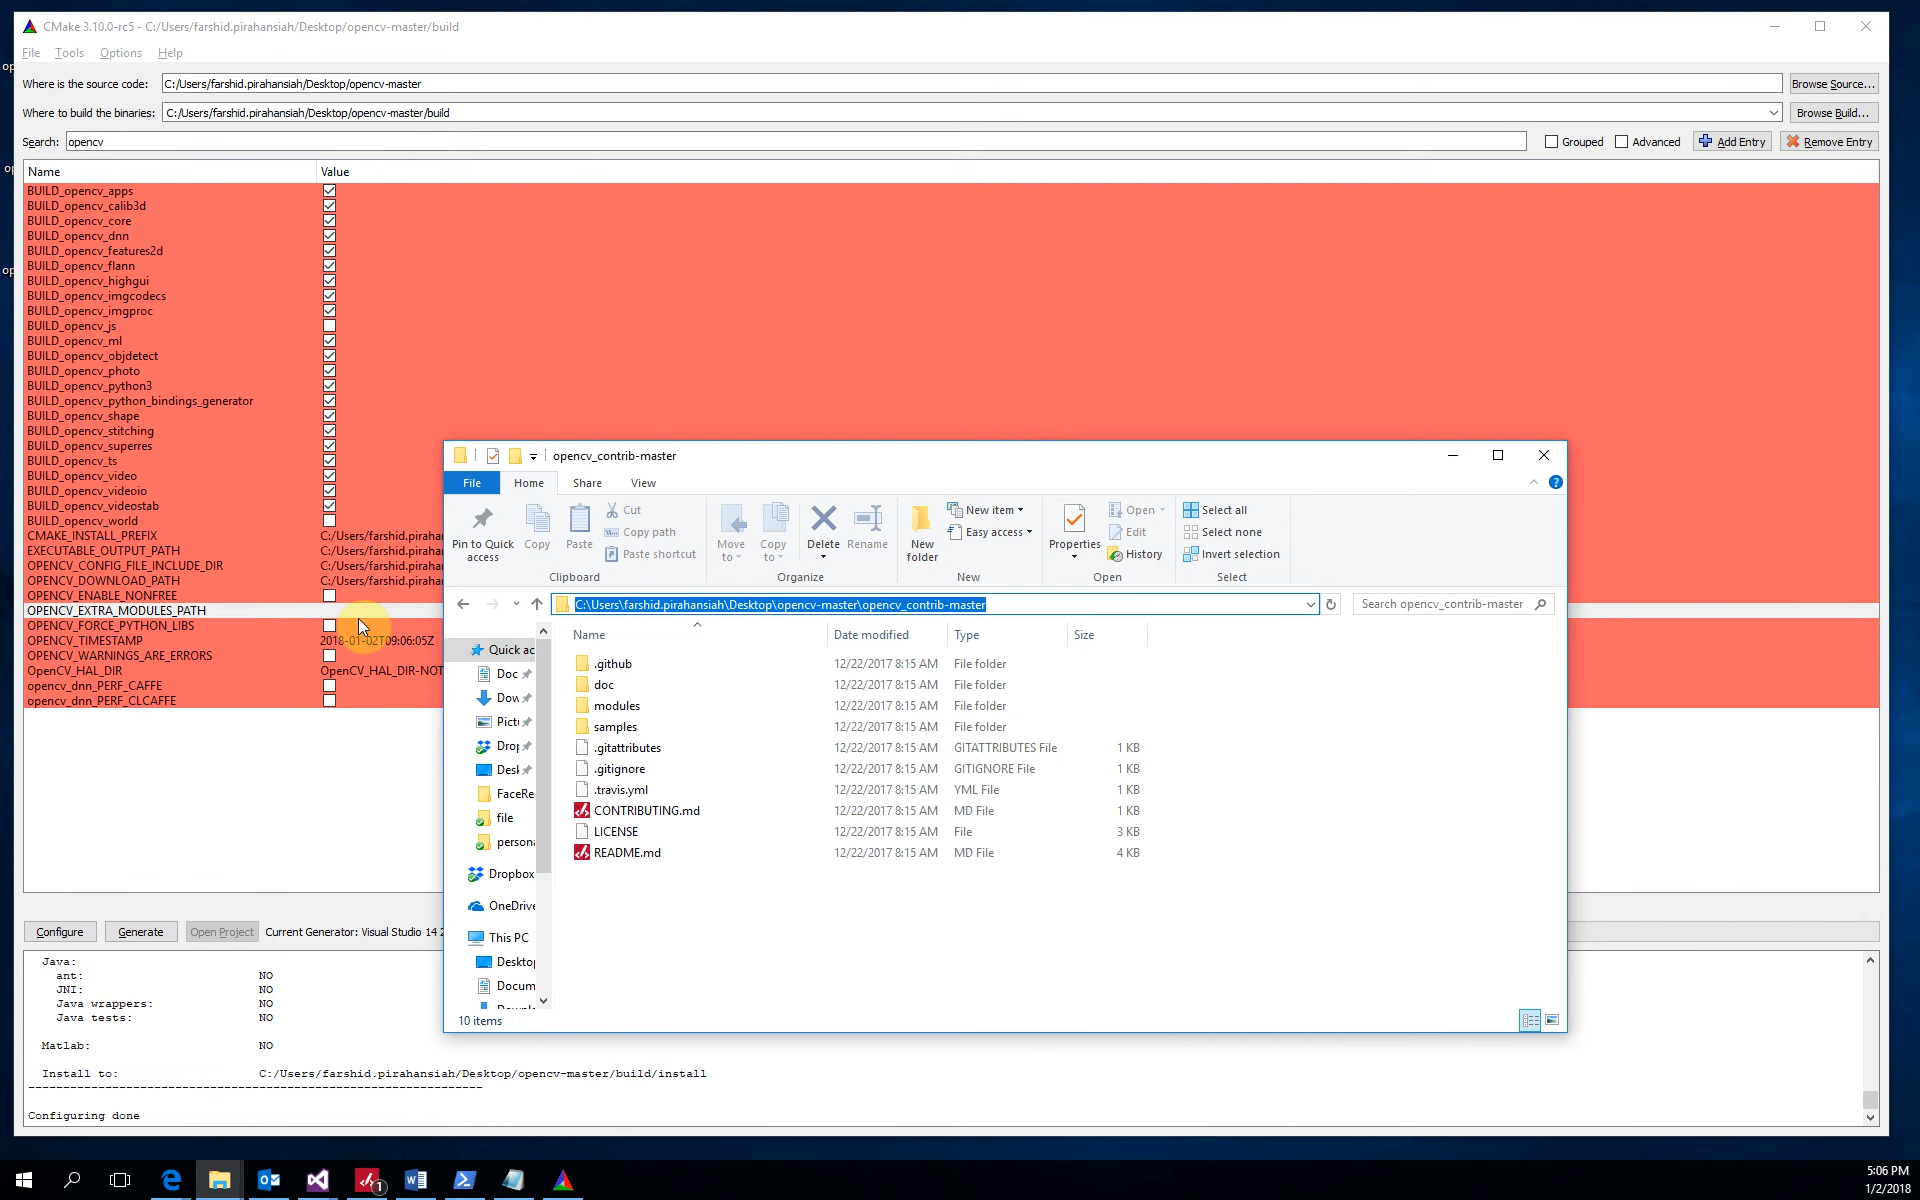 CMake 3.10.0-rc5 - C:/Users/farshid.pirahansiah/Desktop/opencv-master/build
File Tools Options Help
Where is the source code: C:/Users/farshid.pirahansiah/Desktop/opencv-master Browse Source...
Where to build the binaries: C:/Users/farshid.pirahansiah/Desktop/opencv-master/build Browse Build...
Search: opencv Grouped Advanced Add Entry Remove Entry
Name Value
BUILD_opencv_apps
BUILD_opencv_calib3d
BUILD_opencv_core
BUILD_opencv_dnn
BUILD_opencv_features2d
BUILD_opencv_flann
BUILD_opencv_highgui
BUILD_opencv_imgcodecs
BUILD_opencv_imgproc
BUILD_opencv_js
BUILD_opencv_ml
BUILD_opencv_objdetect
BUILD_opencv_photo
BUILD_opencv_python3
BUILD_opencv_python_bindings_generator
BUILD_opencv_shape
BUILD_opencv_stitching
BUILD_opencv_superres
BUILD_opencv_ts
BUILD_opencv_video
BUILD_opencv_videoio
BUILD_opencv_videostab
BUILD_opencv_world
CMAKE_INSTALL_PREFIX C:/Users/farshid.pirahar
EXECUTABLE_OUTPUT_PATH C:/Users/farshid.pirahar
OPENCV_CONFIG_FILE_INCLUDE_DIR C:/Users/farshid.pirahar
OPENCV_DOWNLOAD_PATH C:/Users/farshid.pirahar
OPENCV_ENABLE_NONFREE
OPENCV_EXTRA_MODULES_PATH
OPENCV_FORCE_PYTHON_LIBS
OPENCV_TIMESTAMP 2018-01-02T09:06:05Z
OPENCV_WARNINGS_ARE_ERRORS
OpenCV_HAL_DIR OpenCV_HAL_DIR-NOT
opencv_dnn_PERF_CAFFE
opencv_dnn_PERF_CLCAFFE
Configure Generate Open Project Current Generator: Visual Studio 14 2
Java:
ant: NO
JNI: NO
Java wrappers: NO
Java tests: NO
Matlab: NO
Install to: C:/Users/farshid.pirahansiah/Desktop/opencv-master/build/install
-----------------------------------------------------------------
Configuring done
opencv_contrib-master
File Home Share View
Pin to Quick access
Copy
Paste
Cut
Copy path
Paste shortcut
Clipboard
Move to
Copy to
Delete
Rename
Organize
New folder
New item
Easy access
New
Properties
Open
Edit
History
Open
Select all
Select none
Invert selection
Select
C:\Users\farshid.pirahansiah\Desktop\opencv-master\opencv_contrib-master Search opencv_contrib-master
Quick ac
Doc
Dow
Pictu
Drop
Desk
FaceRe
file
persona
Dropbox
OneDrive
This PC
Desktop
Docum
Name Date modified Type Size
.github 12/22/2017 8:15 AM File folder
doc 12/22/2017 8:15 AM File folder
modules 12/22/2017 8:15 AM File folder
samples 12/22/2017 8:15 AM File folder
.gitattributes 12/22/2017 8:15 AM GITATTRIBUTES File 1 KB
.gitignore 12/22/2017 8:15 AM GITIGNORE File 1 KB
.travis.yml 12/22/2017 8:15 AM YML File 1 KB
CONTRIBUTING.md 12/22/2017 8:15 AM MD File 1 KB
LICENSE 12/22/2017 8:15 AM File 3 KB
README.md 12/22/2017 8:15 AM MD File 4 KB
10 items
5:06 PM
1/2/2018